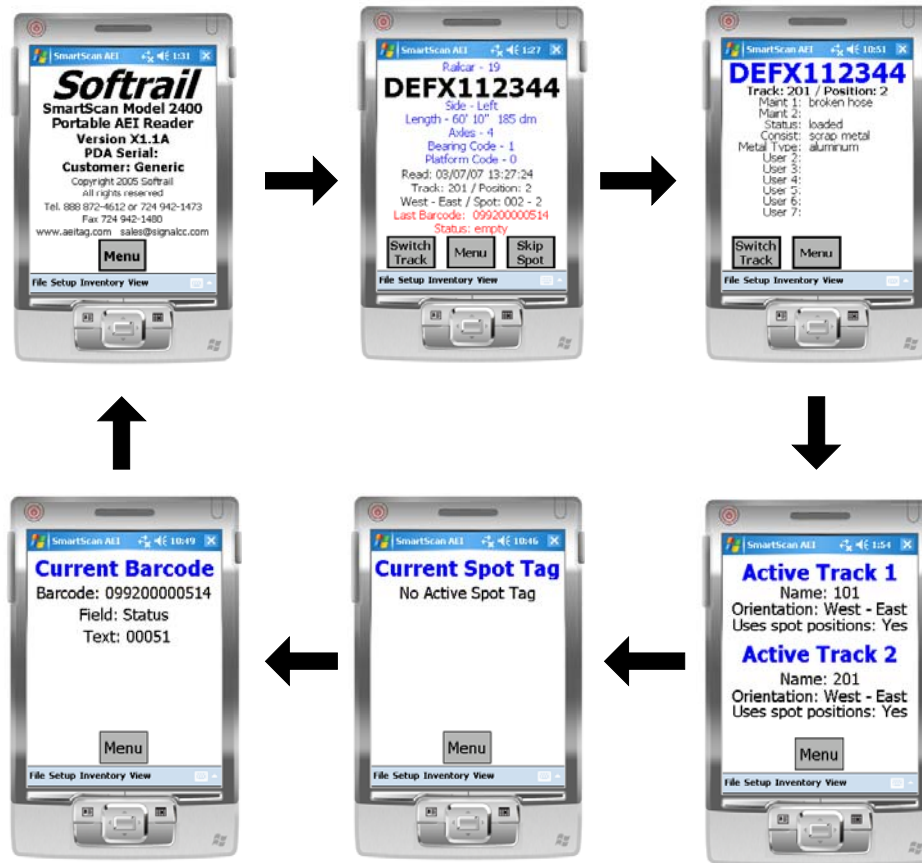 SmartScan AEI 1:31
Softrail
SmartScan Model 2400
Portable AEI Reader
Version X1.1A
PDA Serial:
Customer: Generic
Copyright 2005 Softrail
All rights reserved
Tel. 888 872-4612 or 724 942-1473
Fax 724 942-1480
www.aeitag.com sales@signalcc.com
Menu
File Setup Inventory View
SmartScan AEI 1:27
Railcar - 19
DEFX112344
Side - Left
Length - 60' 10" 185 dm
Axles - 4
Bearing Code - 1
Platform Code - 0
Read: 03/07/07 13:27:24
Track: 201 / Position: 2
West - East / Spot: 002 - 2
Last Barcode: 099200000514
Status: empty
Switch Track
Menu
Skip Spot
File Setup Inventory View
SmartScan AEI 10:51
DEFX112344
Track: 201 / Position: 2
Maint 1: broken hose
Maint 2:
Status: loaded
Consist: scrap metal
Metal Type: aluminum
User 2:
User 3:
User 4:
User 5:
User 6:
User 7:
Switch Track
Menu
File Setup Inventory View
SmartScan AEI 10:49
Current Barcode
Barcode: 099200000514
Field: Status
Text: 00051
Menu
File Setup Inventory View
SmartScan AEI 10:46
Current Spot Tag
No Active Spot Tag
Menu
File Setup Inventory View
SmartScan AEI 1:54
Active Track 1
Name: 101
Orientation: West - East
Uses spot positions: Yes
Active Track 2
Name: 201
Orientation: West - East
Uses spot positions: Yes
Menu
File Setup Inventory View